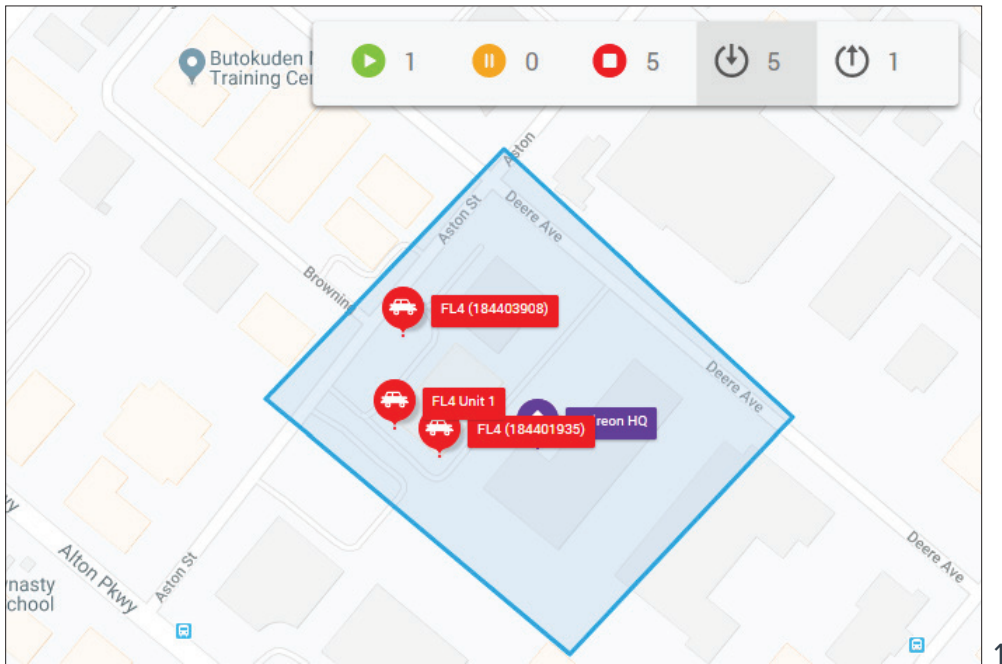 Butokuden
Training Cer
1
0
5
5
1
Aston
Aston St
Deere Ave
Browning
FL4 (184403908)
Deere Ave
FL4 Unit 1
reon HQ
FL4 (184401935)
Alton Pkwy
Aston St
Deere Ave
nasty
chool
1